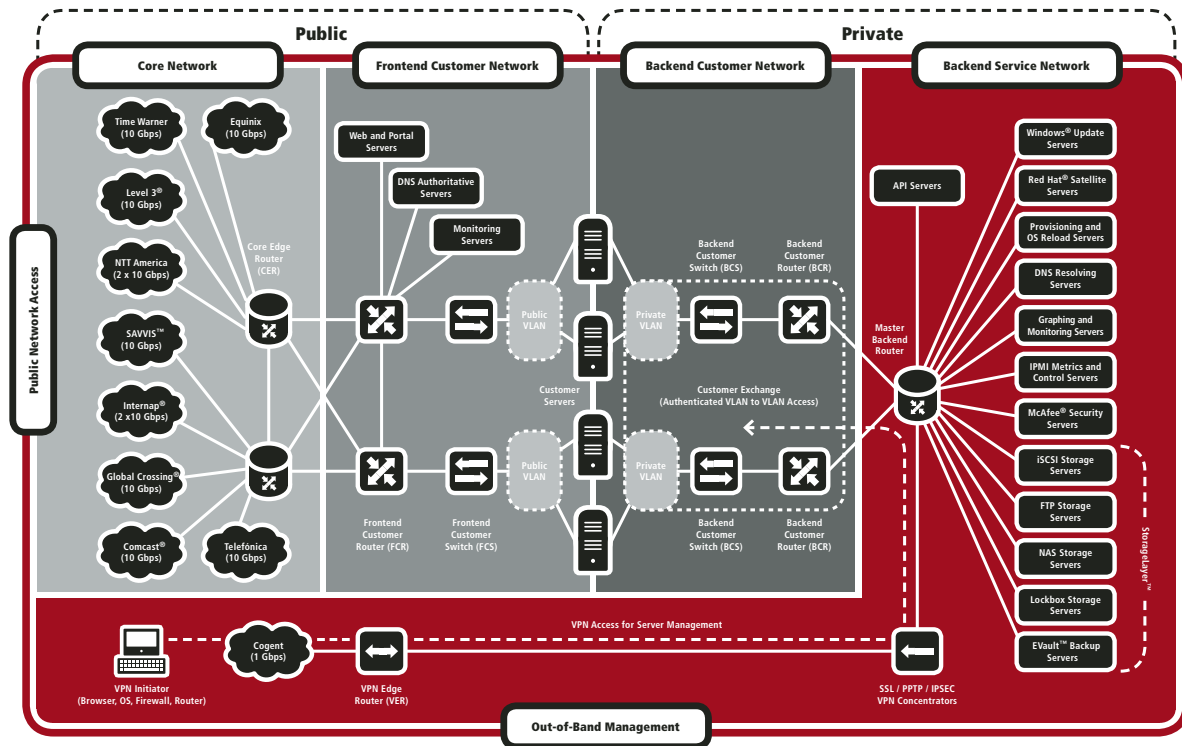 Public
Private
Core Network
Frontend Customer Network
Backend Customer Network
Backend Service Network
Public Network Access
Time Warner
(10 Gbps)
Equinix
(10 Gbps)
Level 3®
(10 Gbps)
NTT America
(2 x 10 Gbps)
SAVVIS™
(10 Gbps)
Internap®
(2 x10 Gbps)
Global Crossing®
(10 Gbps)
Comcast®
(10 Gbps)
Telefónica
(10 Gbps)
Core Edge
Router
(CER)
Web and Portal
Servers
DNS Authoritative
Servers
Monitoring
Servers
Public
VLAN
Public
VLAN
Frontend
Customer
Router (FCR)
Frontend
Customer
Switch (FCS)
Customer
Servers
Private
VLAN
Private
VLAN
Backend
Customer
Switch (BCS)
Backend
Customer
Router (BCR)
Customer Exchange
(Authenticated VLAN to VLAN Access)
Backend
Customer
Switch (BCS)
Backend
Customer
Router (BCR)
API Servers
Master
Backend
Router
Windows® Update
Servers
Red Hat® Satellite
Servers
Provisioning and
OS Reload Servers
DNS Resolving
Servers
Graphing and
Monitoring Servers
IPMI Metrics and
Control Servers
McAfee® Security
Servers
iSCSI Storage
Servers
FTP Storage
Servers
NAS Storage
Servers
Lockbox Storage
Servers
EVault™ Backup
Servers
StorageLayer™
VPN Access for Server Management
Cogent
(1 Gbps)
VPN Initiator
(Browser, OS, Firewall, Router)
VPN Edge
Router (VER)
SSL / PPTP / IPSEC
VPN Concentrators
Out-of-Band Management